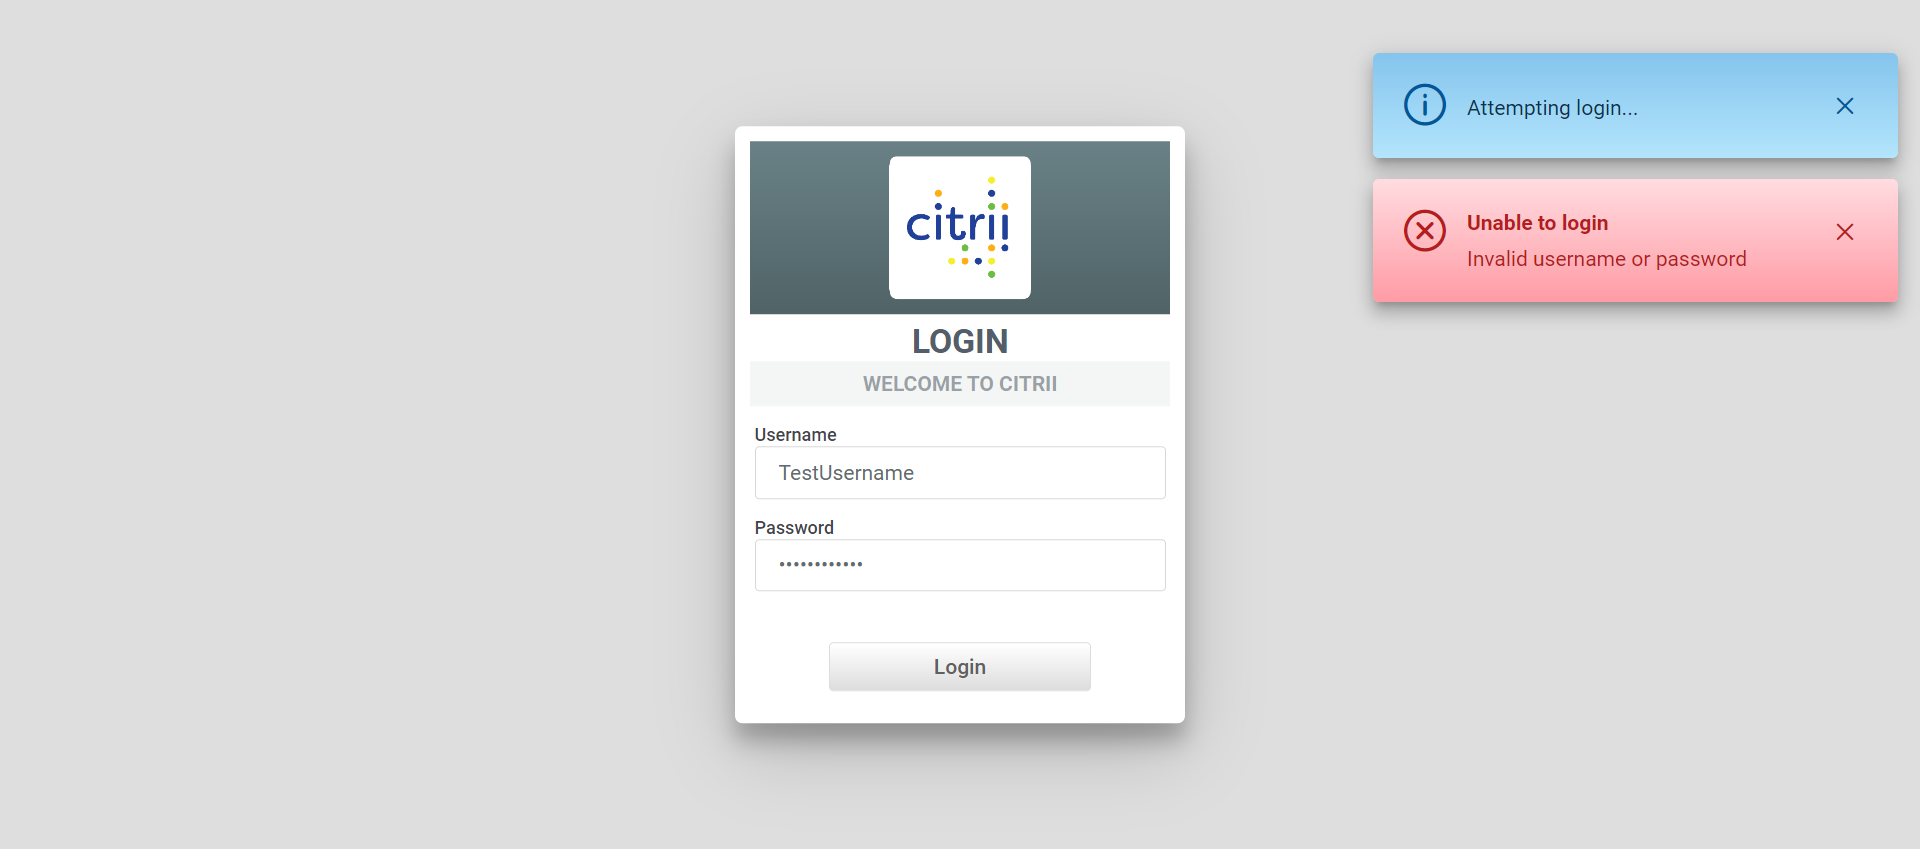 citrii
LOGIN
WELCOME TO CITRII
Username
TestUsername
Password
••••••••••••
Login
Attempting login...
Unable to login
Invalid username or password